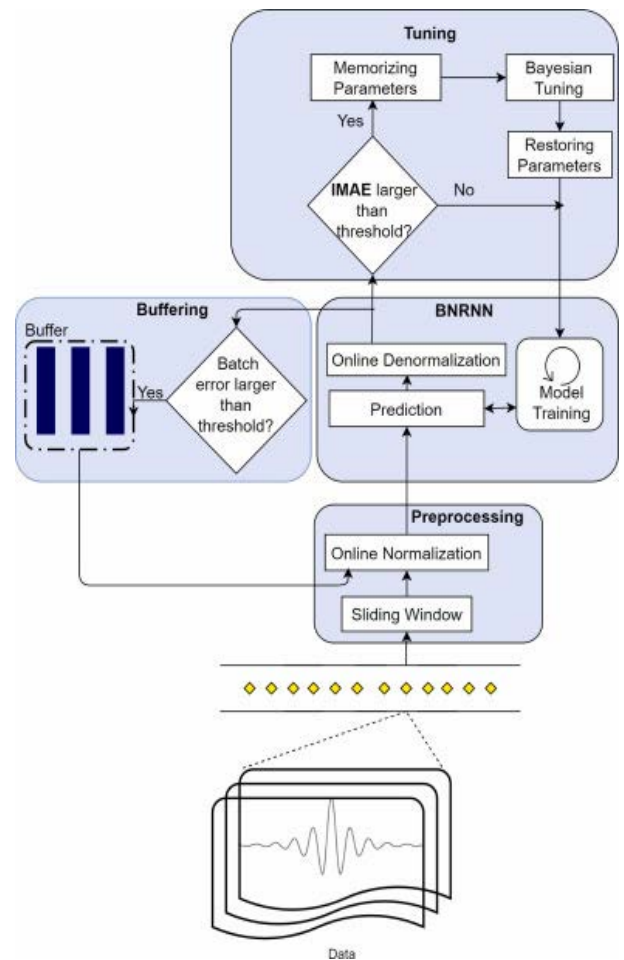 Tuning
Memorizing
Parameters
Bayesian
Tuning
Yes
Restoring
Parameters
IMAE larger
than
threshold?
No
Buffering
BNRNN
Buffer
Batch
error larger
than
threshold?
Yes
Online Denormalization
Prediction
Model
Training
Preprocessing
Online Normalization
Sliding Window
Data